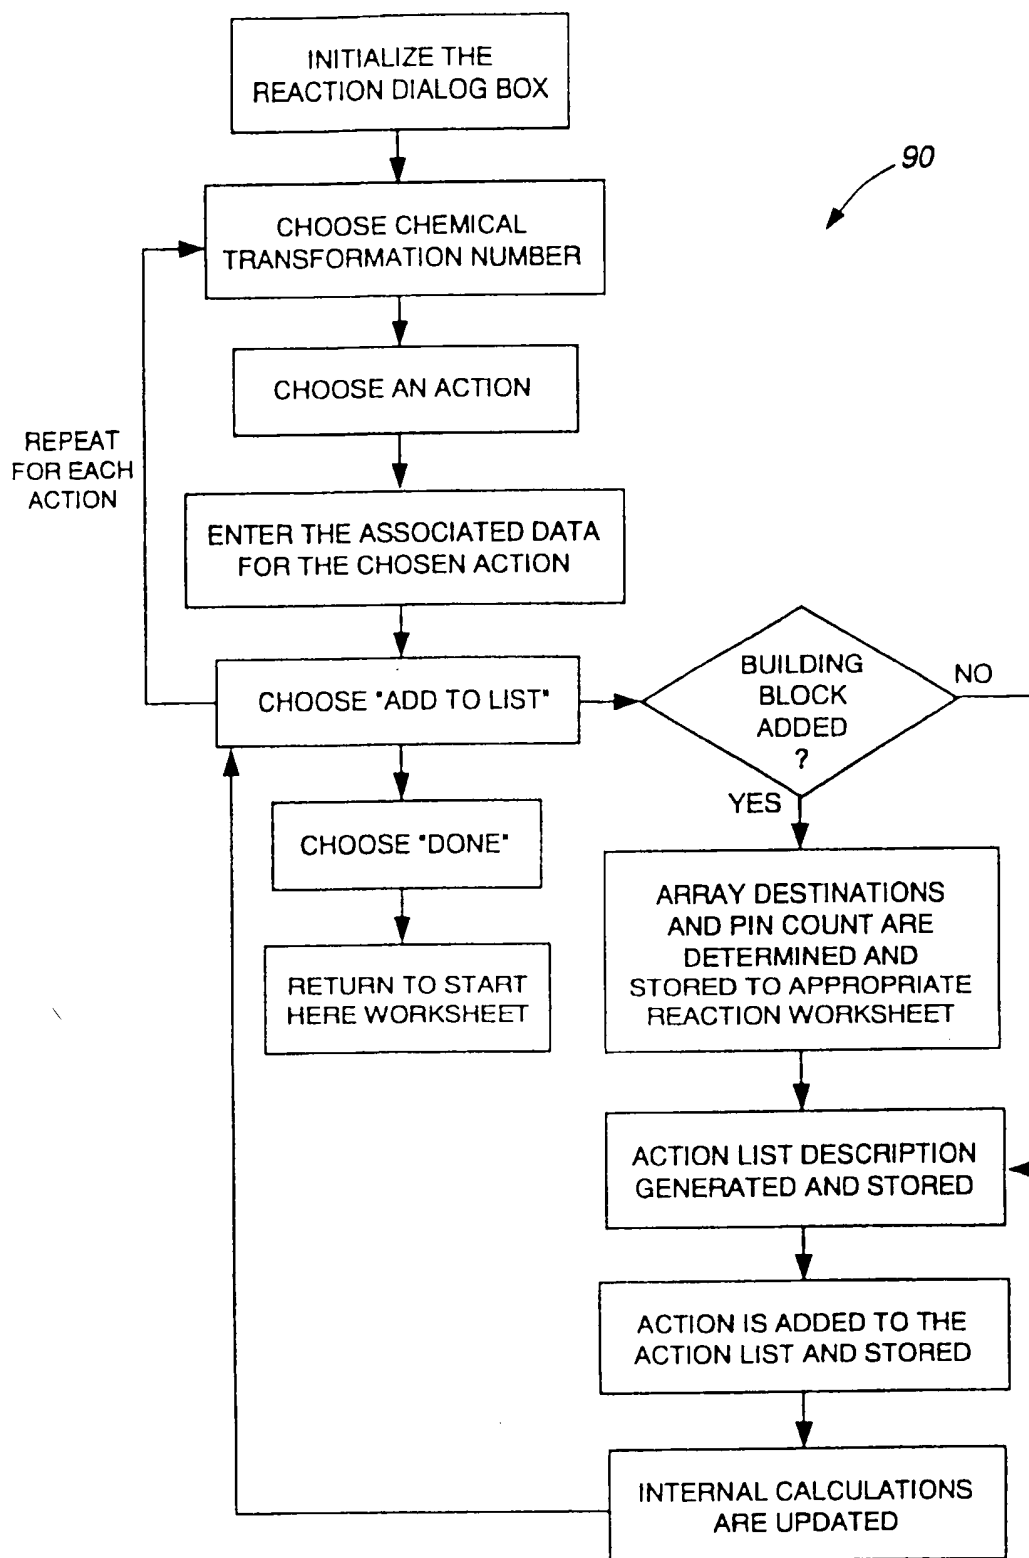 INITIALIZE THE
REACTION DIALOG BOX
90
CHOOSE CHEMICAL
TRANSFORMATION NUMBER
CHOOSE AN ACTION
REPEAT
FOR EACH
ACTION
ENTER THE ASSOCIATED DATA
FOR THE CHOSEN ACTION
CHOOSE "ADD TO LIST"
BUILDING
BLOCK
ADDED
?
NO
YES
CHOOSE "DONE"
RETURN TO START
HERE WORKSHEET
ARRAY DESTINATIONS
AND PIN COUNT ARE
DETERMINED AND
STORED TO APPROPRIATE
REACTION WORKSHEET
ACTION LIST DESCRIPTION
GENERATED AND STORED
ACTION IS ADDED TO THE
ACTION LIST AND STORED
INTERNAL CALCULATIONS
ARE UPDATED